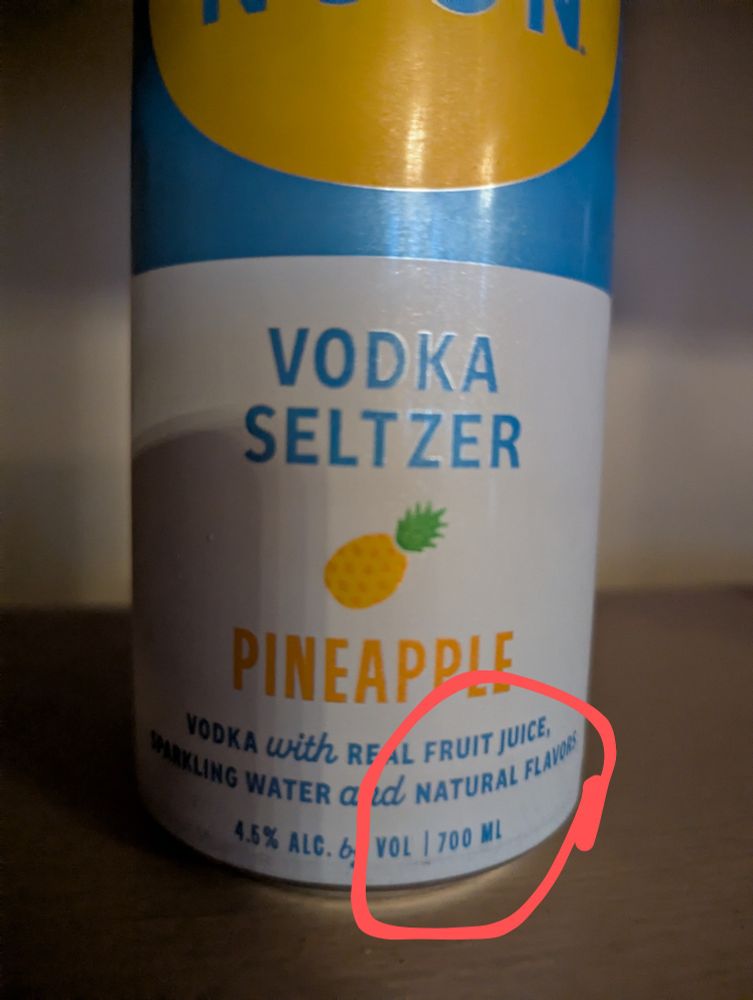 NOON
VODKA
SELTZER
PINEAPPLE
VODKA with REAL FRUIT JUICE,
SPARKLING WATER and NATURAL FLAVORS
4.5% ALC. by VOL | 700 ML